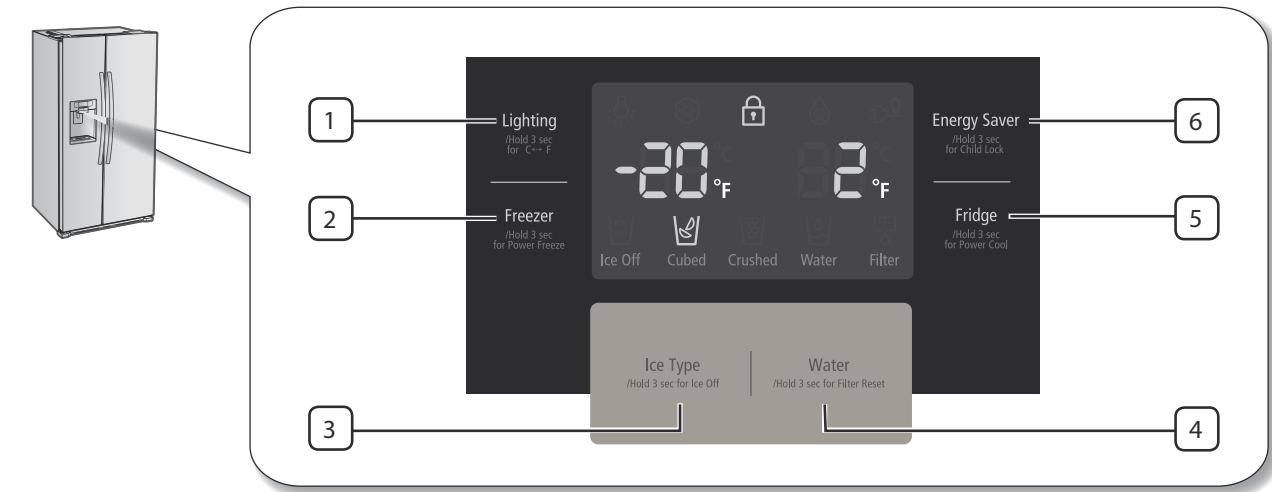 1
Lighting
/Hold 3 sec
for C↔F
2
Freezer
/Hold 3 sec
for Power Freeze
-20 °F
2 °F
Ice Off Cubed Crushed Water Filter
Energy Saver
/Hold 3 sec
for Child Lock
6
Fridge
/Hold 3 sec
for Power Cool
5
Ice Type
/Hold 3 sec for Ice Off
Water
/Hold 3 sec for Filter Reset
3
4